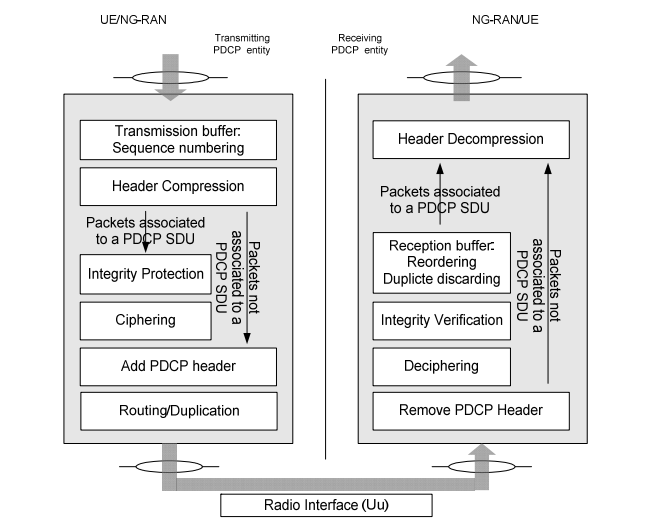 UE/NG-RAN
NG-RAN/UE
Transmitting
PDCP entity
Receiving
PDCP entity
Transmission buffer:
Sequence numbering
Header Compression
Packets associated
to a PDCP SDU
Packets not
associated to a
PDCP SDU
Integrity Protection
Ciphering
Add PDCP header
Routing/Duplication
Header Decompression
Packets associated
to a PDCP SDU
Packets not
associated to a
PDCP SDU
Reception buffer:
Reordering
Duplicte discarding
Integrity Verification
Deciphering
Remove PDCP Header
Radio Interface (Uu)